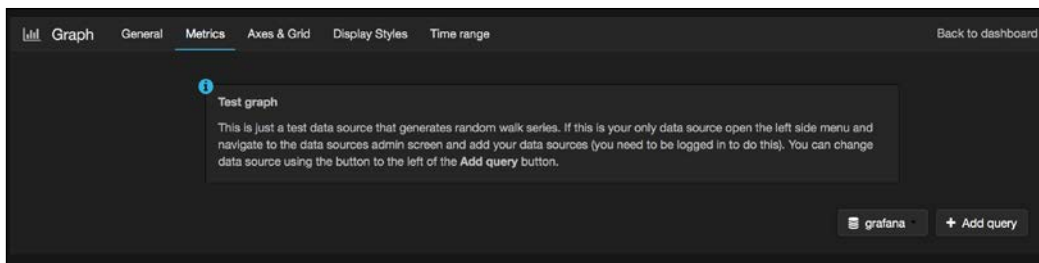 Graph General Metrics Axes & Grid Display Styles Time range Back to dashboard
Test graph
This is just a test data source that generates random walk series. If this is your only data source open the left side menu and
navigate to the data sources admin screen and add your data sources (you need to be logged in to do this). You can change
data source using the button to the left of the Add query button.
grafana + Add query